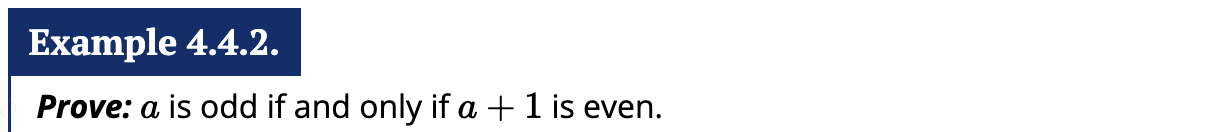 Example 4.4.2.
Prove: a is odd if and only if a + 1 is even.